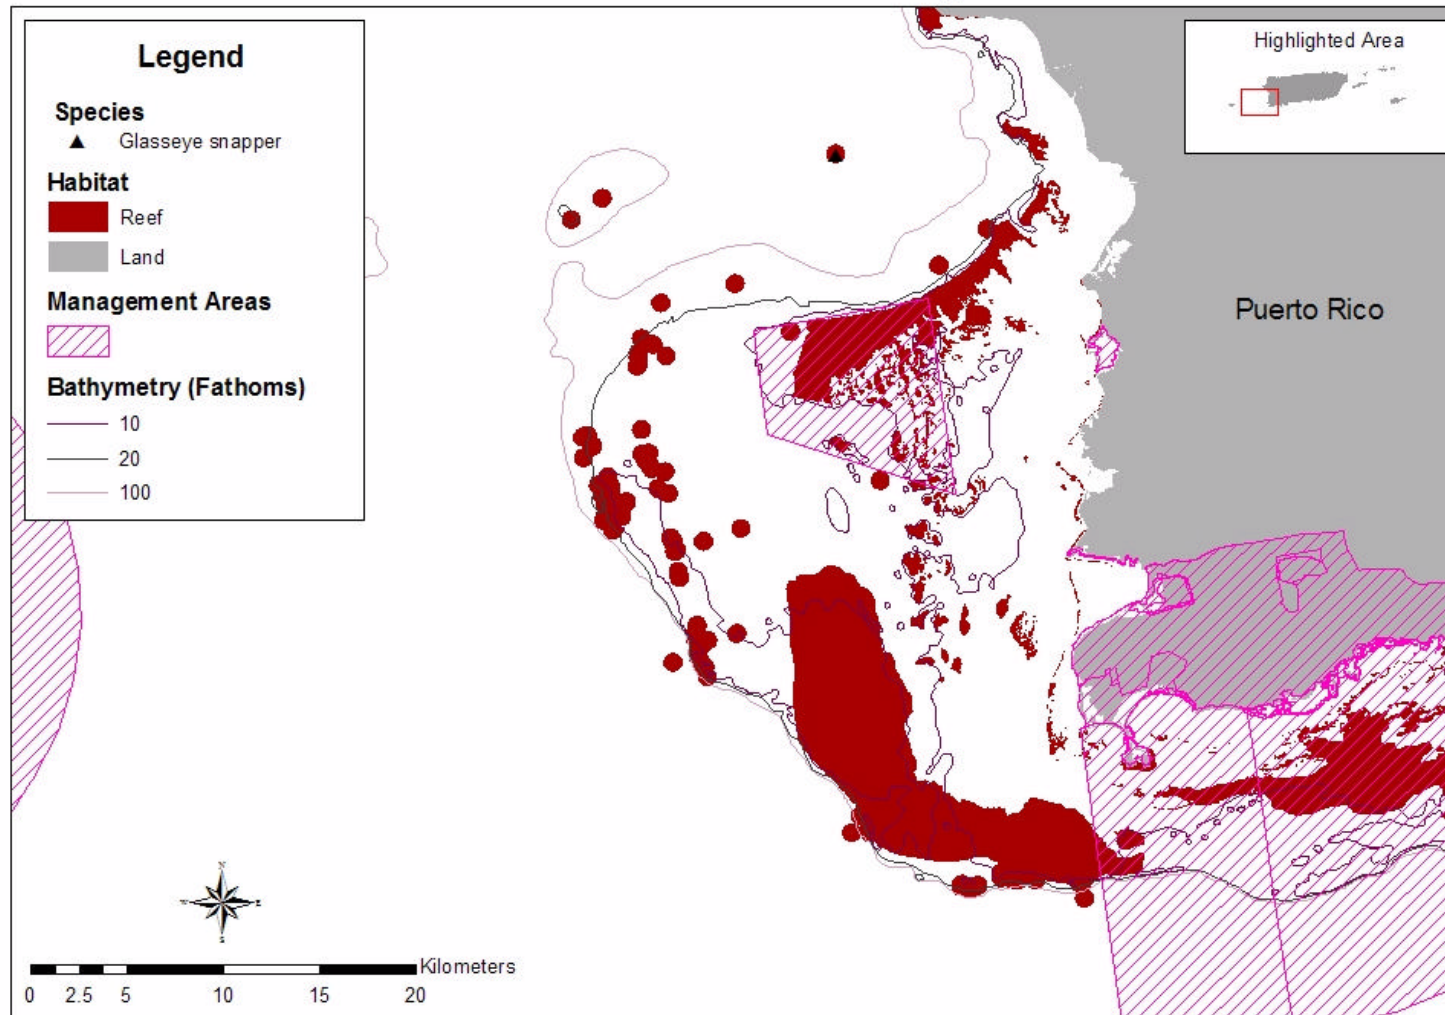 Legend
Species
Glasseye snapper
Habitat
Reef
Land
Management Areas
Bathymetry (Fathoms)
10
20
100
Highlighted Area
Puerto Rico
N
W
E
S
Kilometers
0 2.5 5 10 15 20